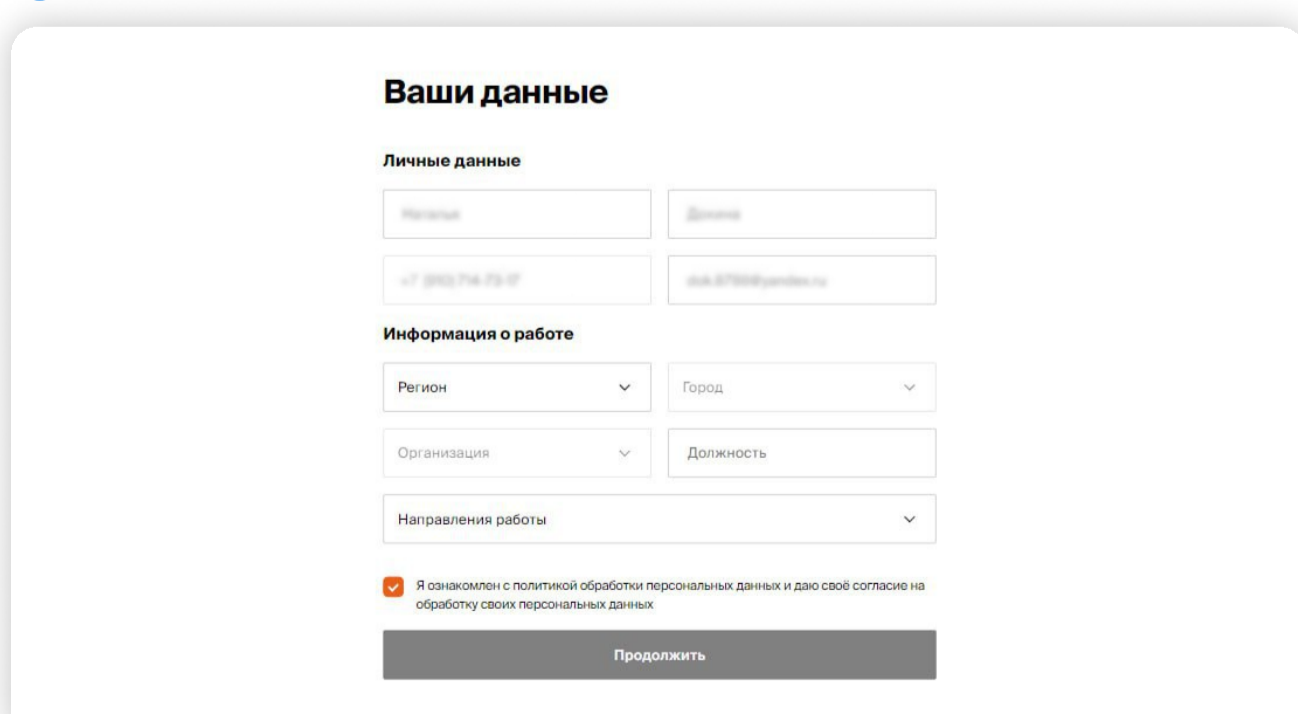 Ваши данные
Личные данные
Информация о работе
Регион
Город
Организация
Должность
Направления работы
Я ознакомлен с политикой обработки персональных данных и даю своё согласие на
обработку своих персональных данных
Продолжить